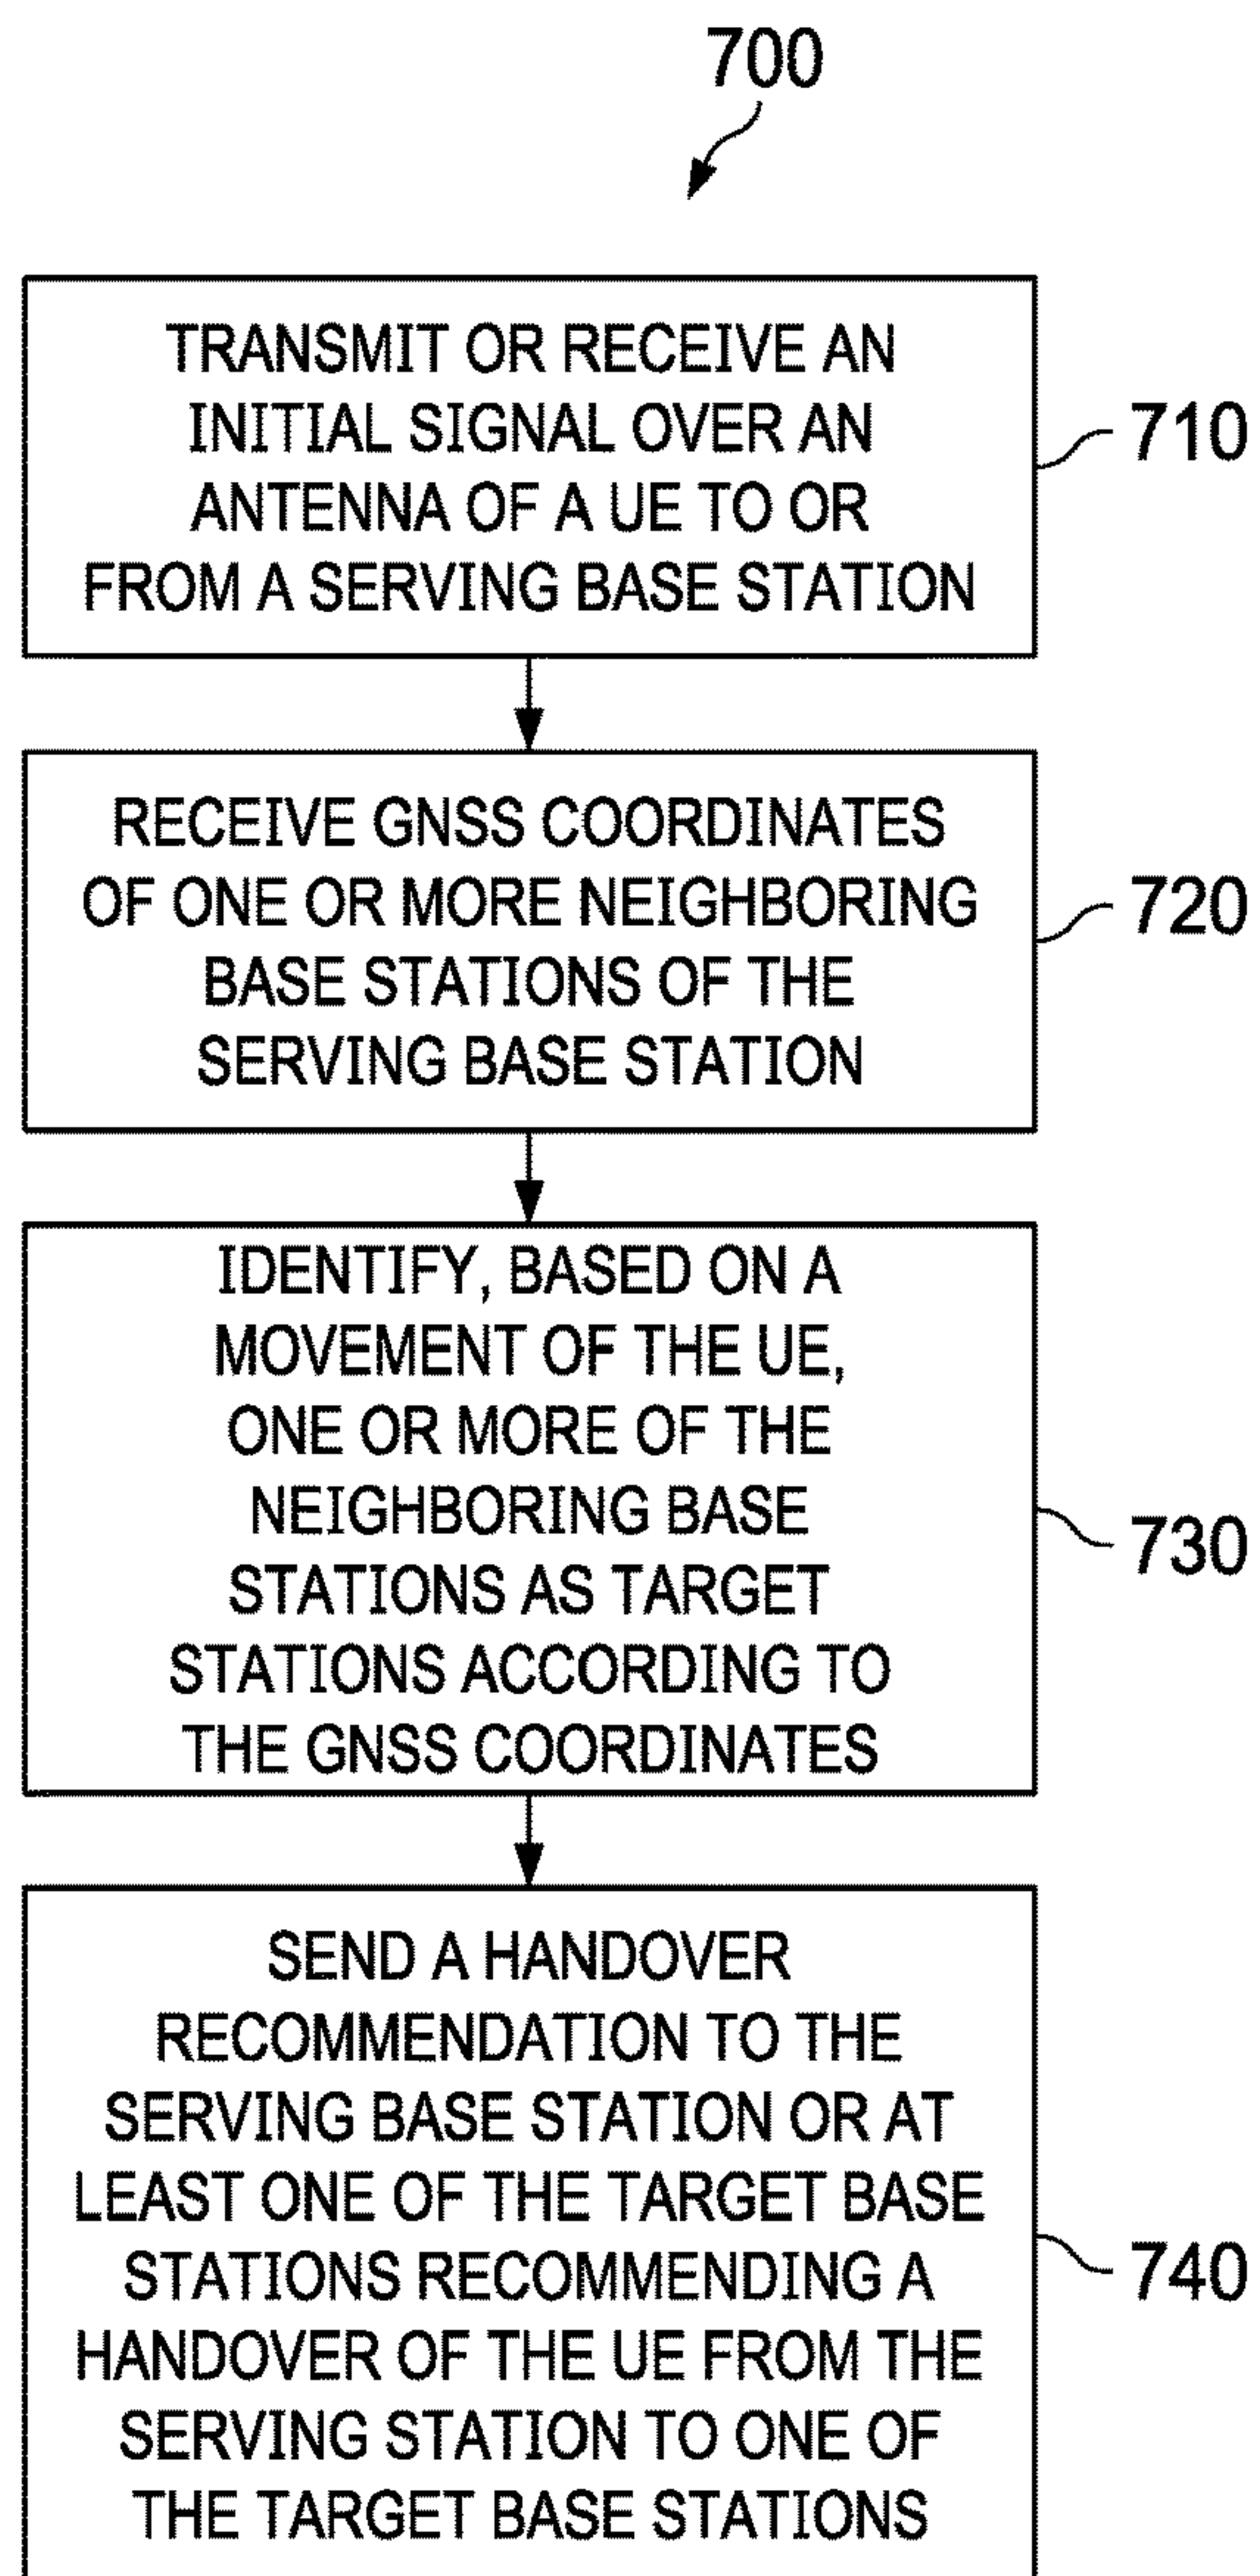 700
TRANSMIT OR RECEIVE AN
INITIAL SIGNAL OVER AN
ANTENNA OF A UE TO OR
FROM A SERVING BASE STATION
710
RECEIVE GNSS COORDINATES
OF ONE OR MORE NEIGHBORING
BASE STATIONS OF THE
SERVING BASE STATION
720
IDENTIFY, BASED ON A
MOVEMENT OF THE UE,
ONE OR MORE OF THE
NEIGHBORING BASE
STATIONS AS TARGET
STATIONS ACCORDING TO
THE GNSS COORDINATES
730
SEND A HANDOVER
RECOMMENDATION TO THE
SERVING BASE STATION OR AT
LEAST ONE OF THE TARGET BASE
STATIONS RECOMMENDING A
HANDOVER OF THE UE FROM THE
SERVING STATION TO ONE OF
THE TARGET BASE STATIONS
740